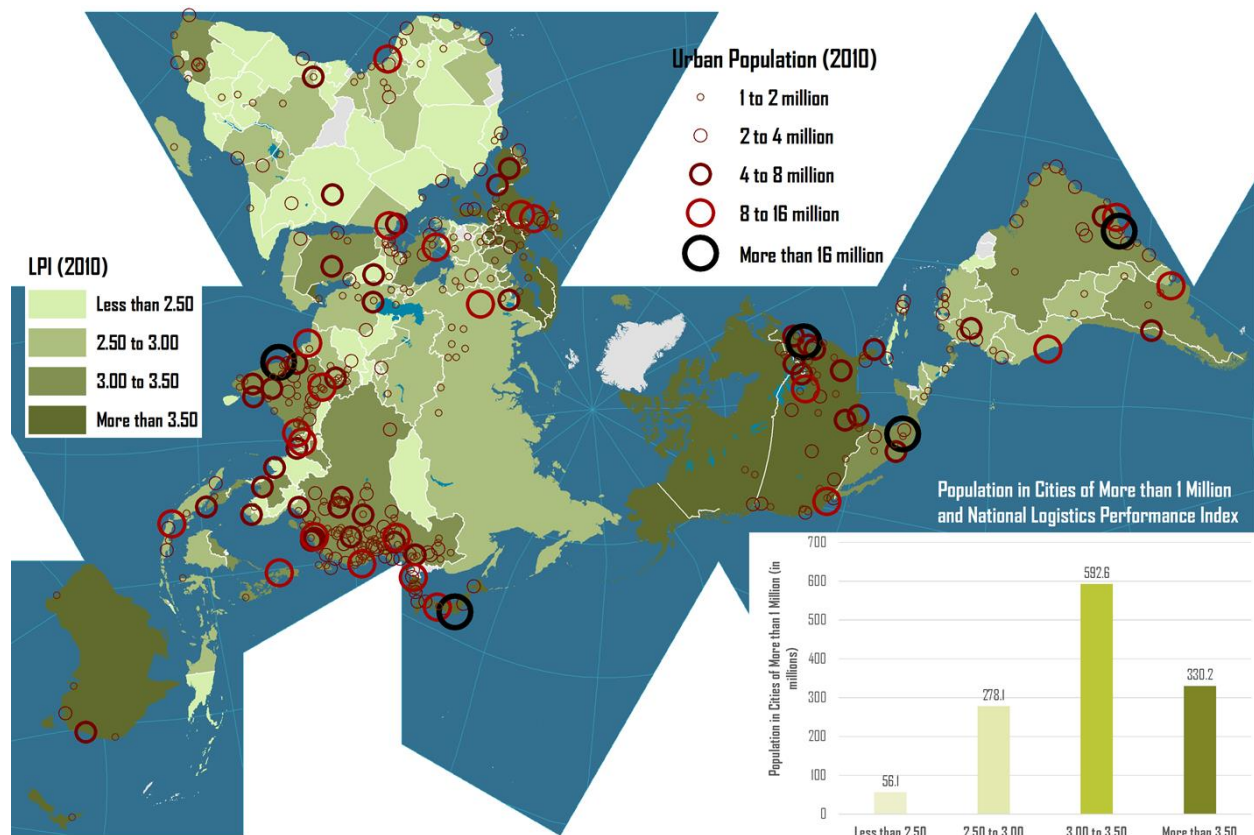 Urban Population (2010)
1 to 2 million
2 to 4 million
4 to 8 million
8 to 16 million
More than 16 million
LPI (2010)
Less than 2.50
2.50 to 3.00
3.00 to 3.50
More than 3.50
Population in Cities of More than 1 Million
and National Logistics Performance Index
Population in Cities of More than 1 Million (in
millions)
700
600
500
400
300
200
100
0
56.1
278.1
592.6
330.2
Less than 2.50
2.50 to 3.00
3.00 to 3.50
More than 3.50